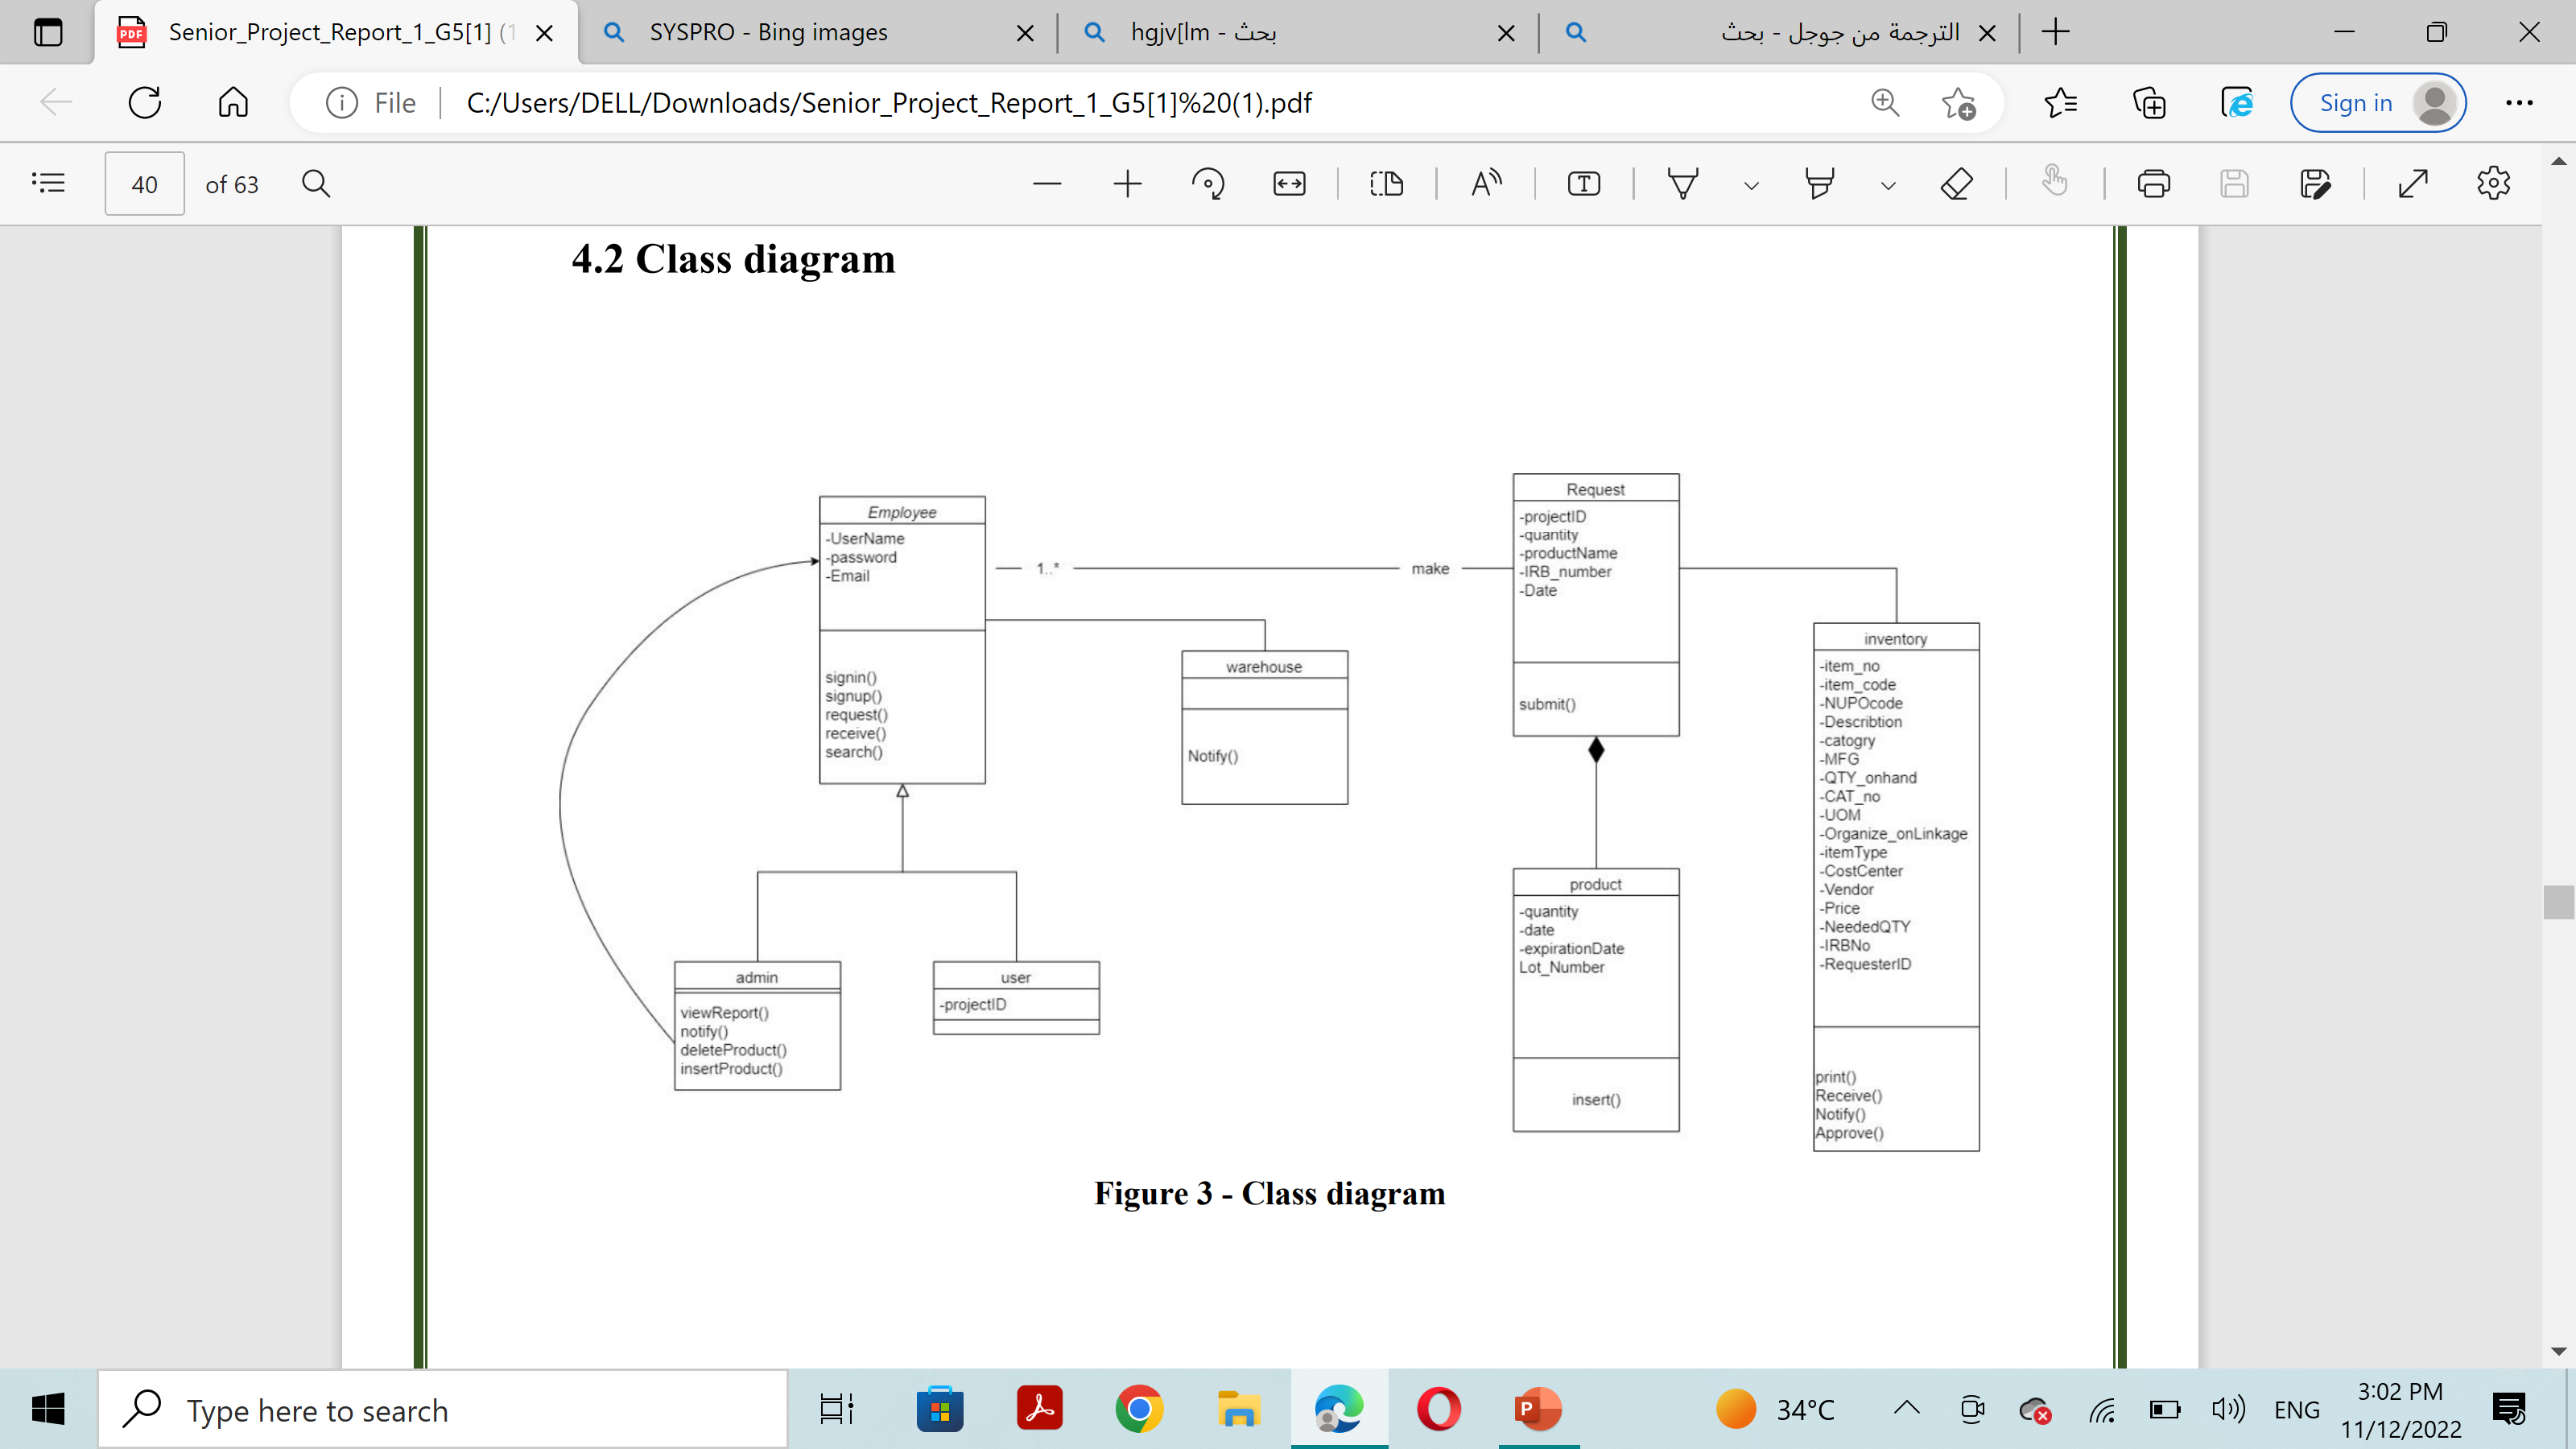 Senior_Project_Report_1_G5[1] (1
SYSPRO - Bing images
hgjv[lm - بحث
الترجمة من جوجل - بحث
File
C:/Users/DELL/Downloads/Senior_Project_Report_1_G5[1]%20(1).pdf
Sign in
40 of 63
4.2 Class diagram
Employee
-UserName
-password
-Email
signin()
signup()
request()
receive()
search()
1..*
make
Request
-projectID
-quantity
-productName
-IRB_number
-Date
submit()
warehouse
Notify()
inventory
-item_no
-item_code
-NUPOcode
-Describtion
-catogry
-MFG
-QTY_onhand
-CAT_no
-UOM
-Organize_onLinkage
-itemType
-CostCenter
-Vendor
-Price
-NeededQTY
-IRBNo
-RequesterID
print()
Receive()
Notify()
Approve()
product
-quantity
-date
-expirationDate
Lot_Number
insert()
admin
viewReport()
notify()
deleteProduct()
insertProduct()
user
-projectID
Figure 3 - Class diagram
Type here to search
34°C
ENG
3:02 PM
11/12/2022